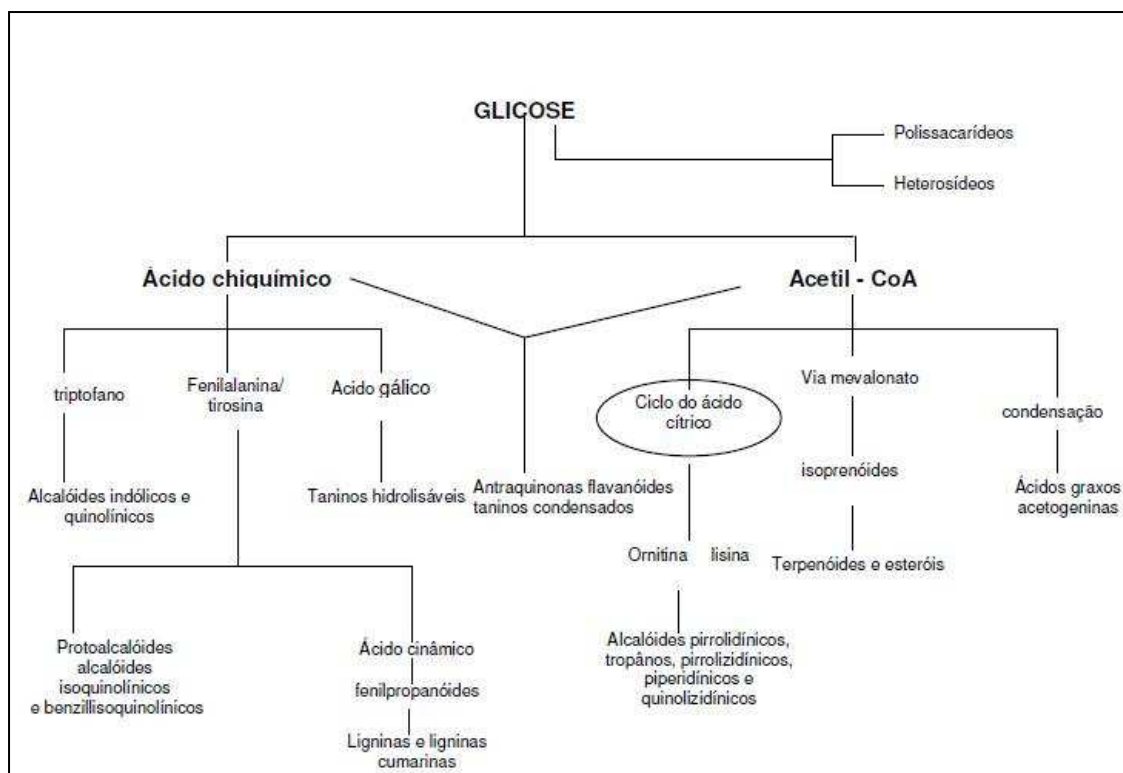 GLICOSE
Polissacarídeos
Heterosídeos
Ácido chiquímico
Acetil - CoA
triptofano
Fenilalanina/
tirosina
Acido gálico
Ciclo do ácido
cítrico
Via mevalonato
condensação
isoprenóides
Alcalóides indólicos e
quinolínicos
Taninos hidrolisáveis
Antraquinonas flavanóides
taninos condensados
Ácidos graxos
acetogeninas
Ornitina lisina
Terpenóides e esteróis
Protoalcalóides
alcalóides
isoquinolínicos
e benzillisoquinolínicos
Ácido cinâmico
fenilpropanóides
Ligninas e ligninas
cumarinas
Alcalóides pirrolidínicos,
tropânos, pirrolizidínicos,
piperidínicos e
quinolizidínicos